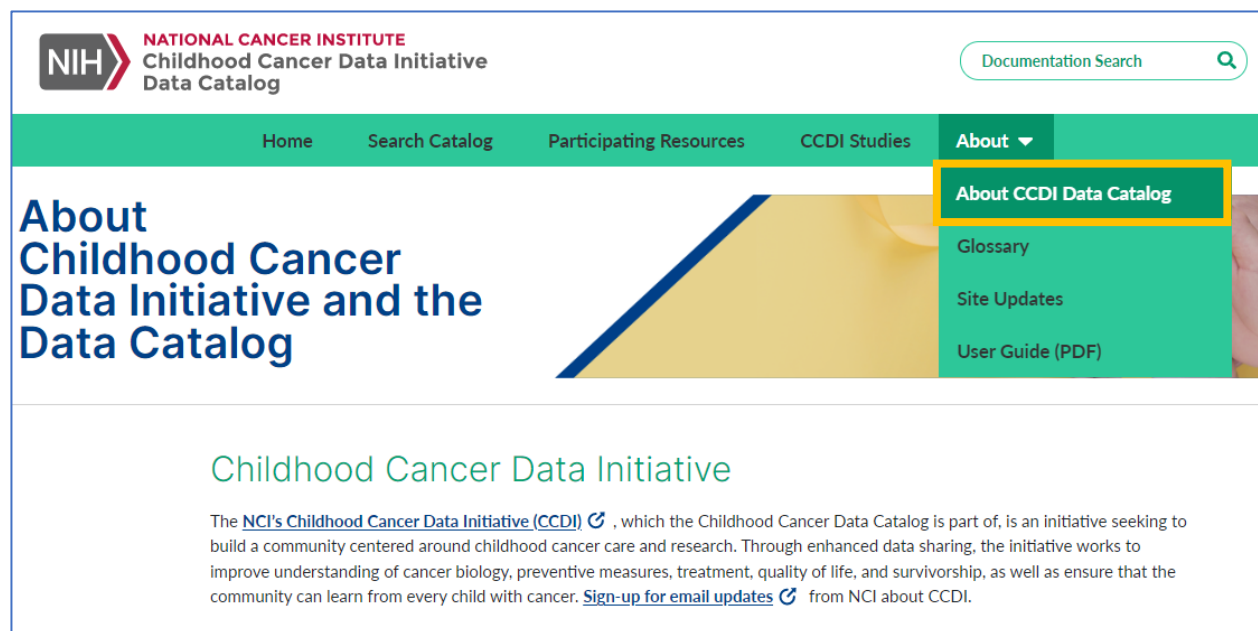 NIH
NATIONAL CANCER INSTITUTE
Childhood Cancer Data Initiative
Data Catalog
Documentation Search
Home
Search Catalog
Participating Resources
CCDI Studies
About
About CCDI Data Catalog
Glossary
Site Updates
User Guide (PDF)
About
Childhood Cancer
Data Initiative and the
Data Catalog
Childhood Cancer Data Initiative
The NCI's Childhood Cancer Data Initiative (CCDI) , which the Childhood Cancer Data Catalog is part of, is an initiative seeking to
build a community centered around childhood cancer care and research. Through enhanced data sharing, the initiative works to
improve understanding of cancer biology, preventive measures, treatment, quality of life, and survivorship, as well as ensure that the
community can learn from every child with cancer. Sign-up for email updates from NCI about CCDI.